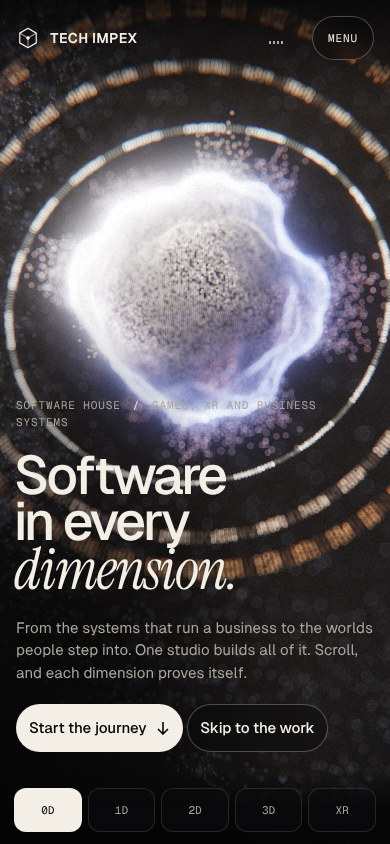 TECH IMPEX
MENU
SOFTWARE HOUSE / GAMES, XR AND BUSINESS
SYSTEMS
Software
in every
dimension.
From the systems that run a business to the worlds
people step into. One studio builds all of it. Scroll,
and each dimension proves itself.
Start the journey ↓
Skip to the work
0D
1D
2D
3D
XR